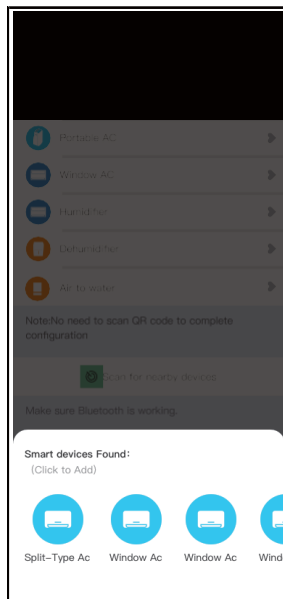 Portable AC
Window AC
Humidifier
Dehumidifier
Air to water
Note:No need to scan QR code to complete
configuration
Scan for nearby devices
Make sure Bluetooth is working.
Smart devices Found:
(Click to Add)
Split-Type Ac Window Ac Window Ac Wind